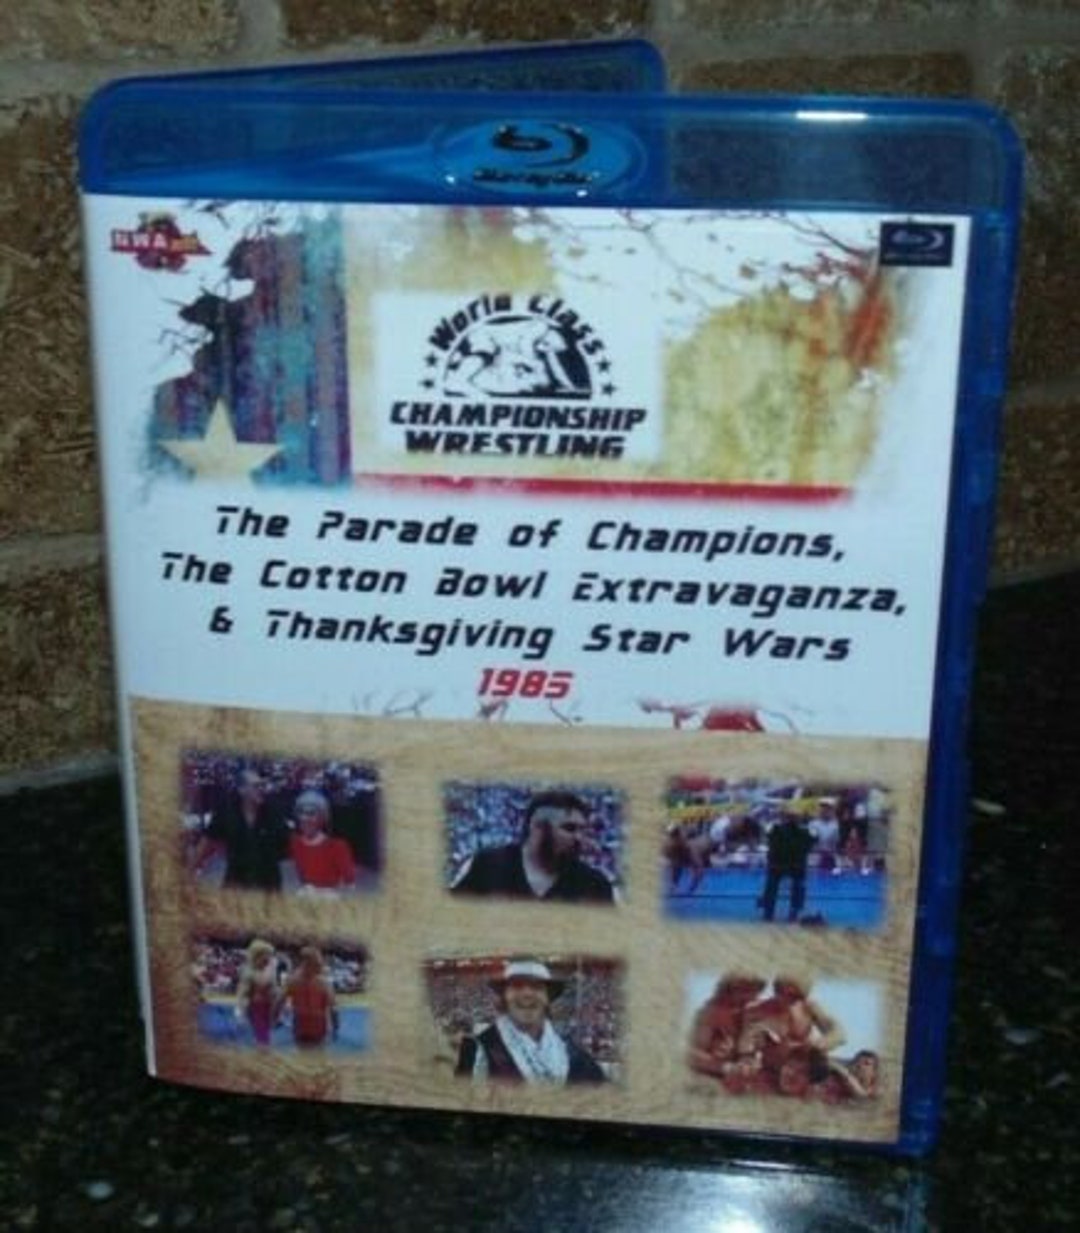 World Class
CHAMPIONSHIP
WRESTLING
The Parade of Champions,
The Cotton Bowl Extravaganza,
& Thanksgiving Star Wars
1985